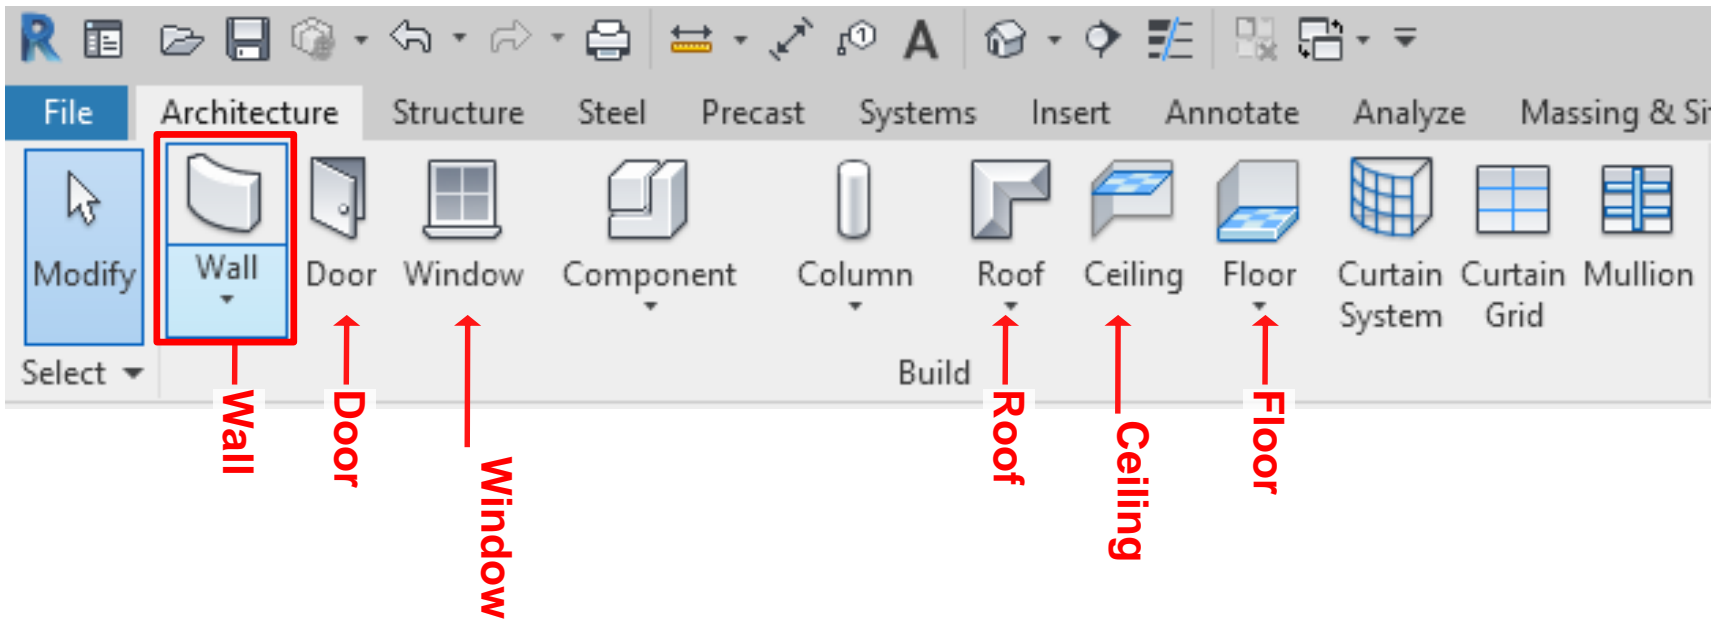 R
1
A
File Architecture Structure Steel Precast Systems Insert Annotate Analyze Massing & Si
Modify Wall Door Window Component Column Roof Ceiling Floor Curtain System Curtain Grid Mullion
Select Build
Wall
Door
Window
Roof
Ceiling
Floor